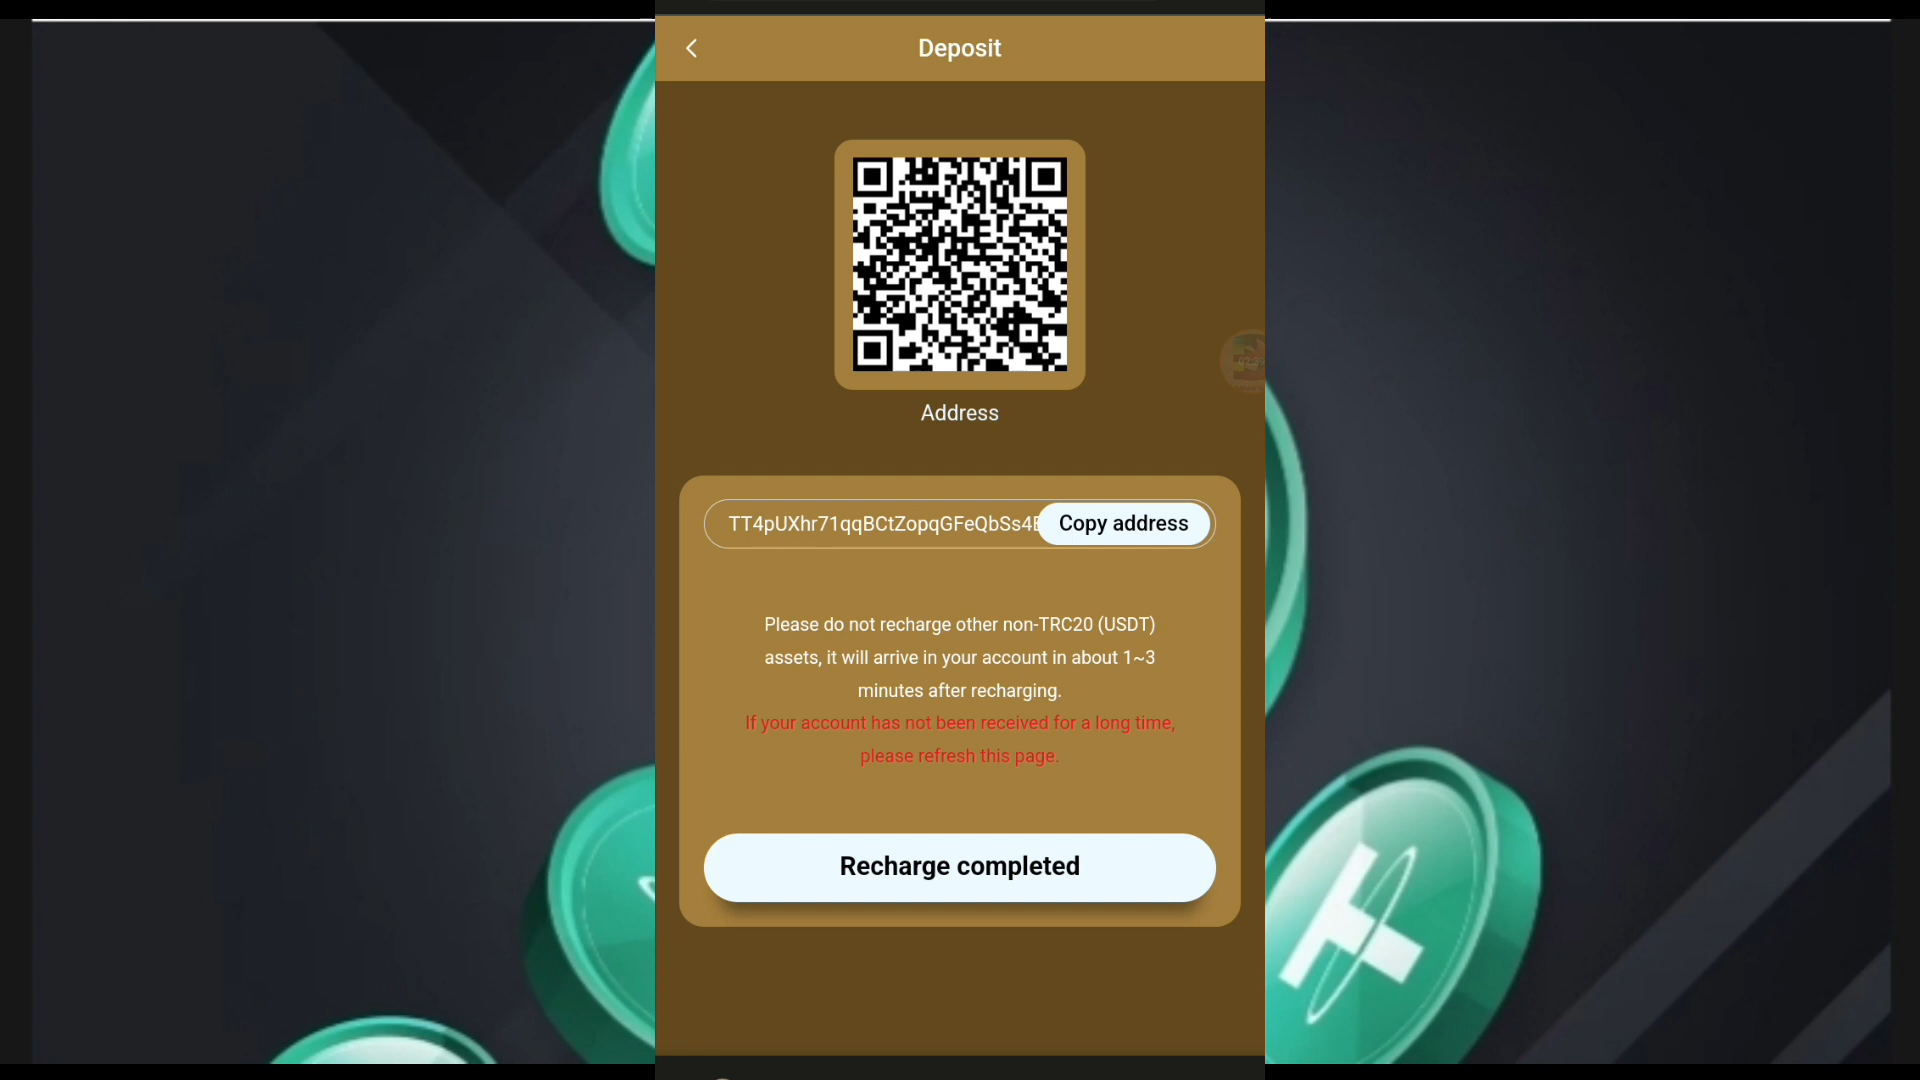 Deposit
Address
TT4pUXhr71qqBCtZopqGFeQbSs4
Copy address
Please do not recharge other non-TRC20 (USDT)
assets, it will arrive in your account in about 1~3
minutes after recharging.
If your account has not been received for a long time,
please refresh this page.
Recharge completed